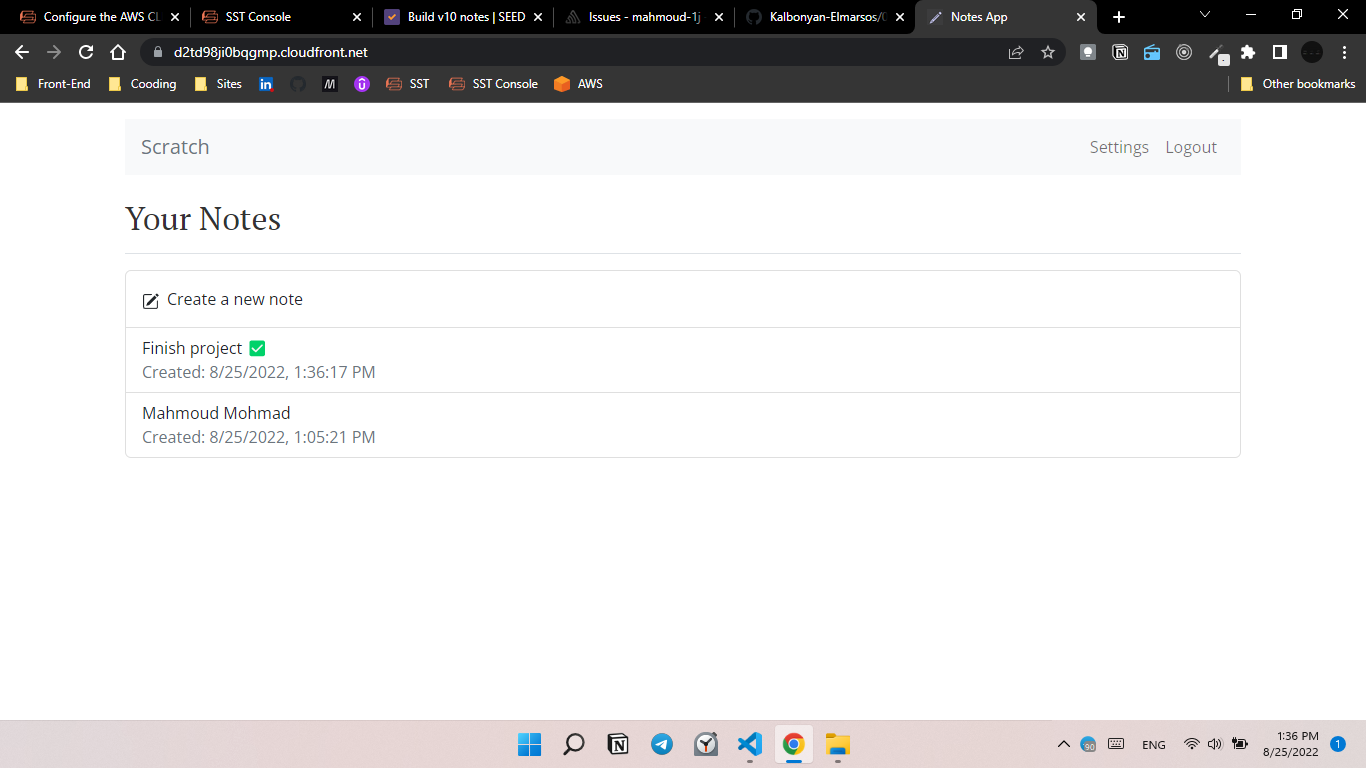 Configure the AWS CL
SST Console
Build v10 notes | SEED
Issues - mahmoud-1j
Kalbonyan-Elmarsos/
Notes App
d2td98ji0bqgmp.cloudfront.net
Front-End
Cooding
Sites
SST
SST Console
AWS
Other bookmarks
Scratch
Settings
Logout
Your Notes
Create a new note
Finish project ✅
Created: 8/25/2022, 1:36:17 PM
Mahmoud Mohmad
Created: 8/25/2022, 1:05:21 PM
90
ENG
1:36 PM
8/25/2022
1